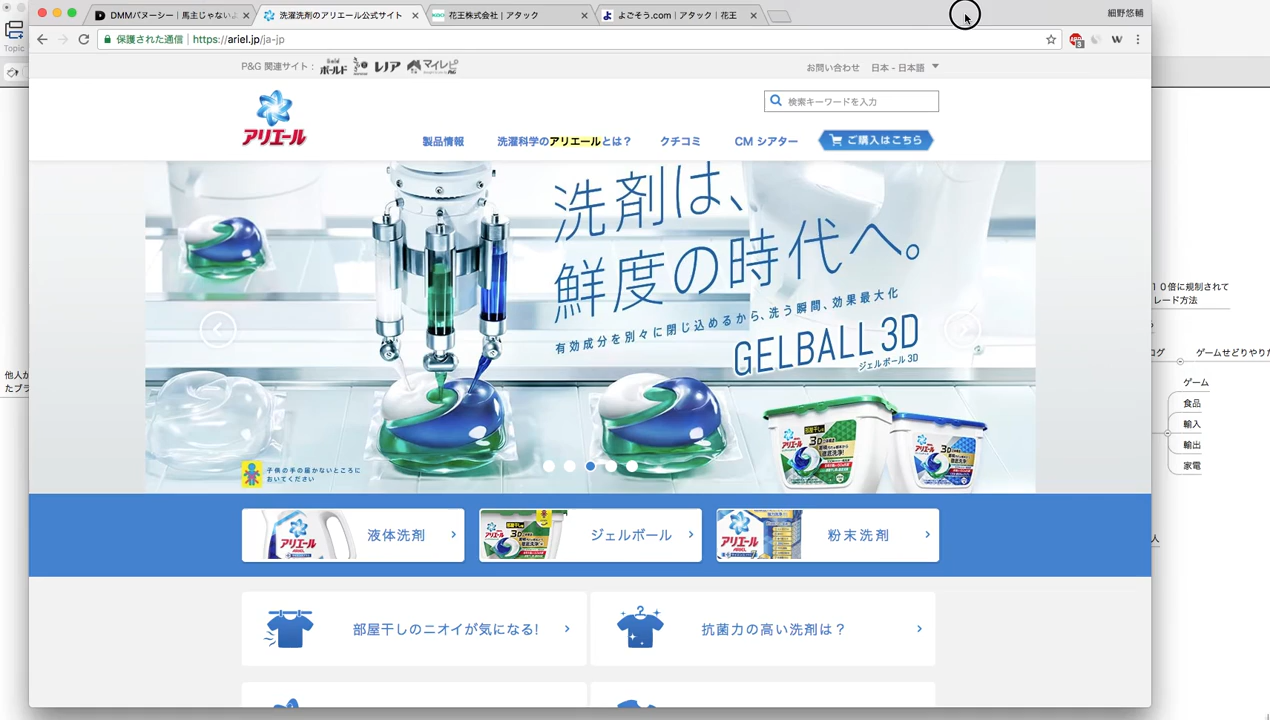 DMMバヌーシー | 馬主じゃない
洗濯洗剤のアリエール公式サイト
花王株式会社 | アタック
よごそう.com | アタック | 花王
細野悠輔
Topic
保護された通信
https://ariel.jp/ja-jp
P&G 関連サイト：
ボールド
レノア
マイレピ
お問い合わせ
日本 - 日本語
アリエール
検索キーワードを入力
製品情報
洗濯科学のアリエールとは？
クチコミ
CM シアター
ご購入はこちら
洗剤は、
鮮度の時代へ。
有効成分を別々に閉じ込めるから、洗う瞬間、効果最大化
GELBALL 3D
ジェルボール 3D
子供の手の届かないところに
おいてください
液体洗剤
ジェルボール
粉末洗剤
部屋干しのニオイが気になる!
抗菌力の高い洗剤は？
他人が
たブラ
１０倍に規制されて
レード方法
ログ
ゲームせどりやりた
ゲーム
食品
輸入
輸出
家電
人